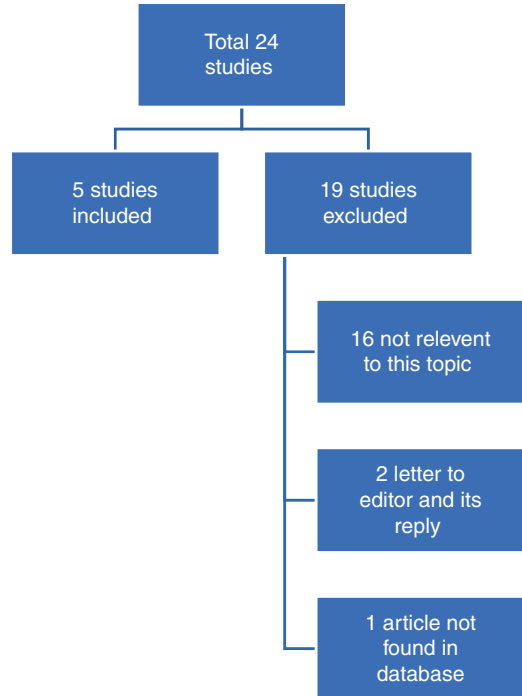 Total 24
studies
5 studies
included
19 studies
excluded
16 not relevent
to this topic
2 letter to
editor and its
reply
1 article not
found in
database